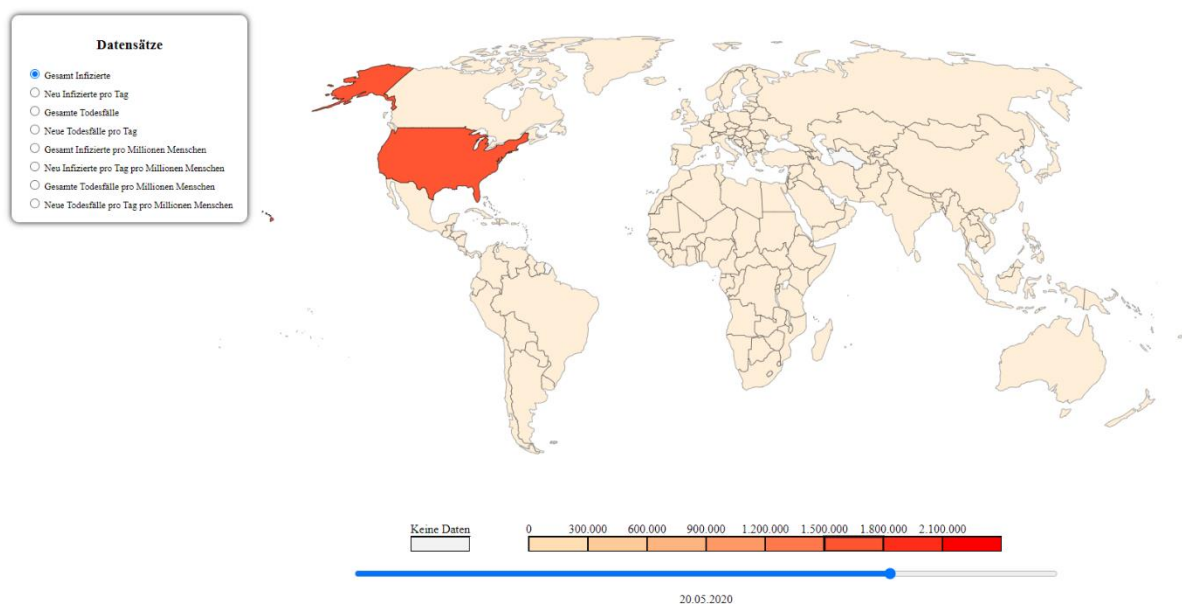 Datensätze
Gesamt Infizierte
Neu Infizierte pro Tag
Gesamte Todesfälle
Neue Todesfälle pro Tag
Gesamt Infizierte pro Millionen Menschen
Neu Infizierte pro Tag pro Millionen Menschen
Gesamte Todesfälle pro Millionen Menschen
Neue Todesfälle pro Tag pro Millionen Menschen
Keine Daten 0 300.000 600.000 900.000 1.200.000 1.500.000 1.800.000 2.100.000
20.05.2020